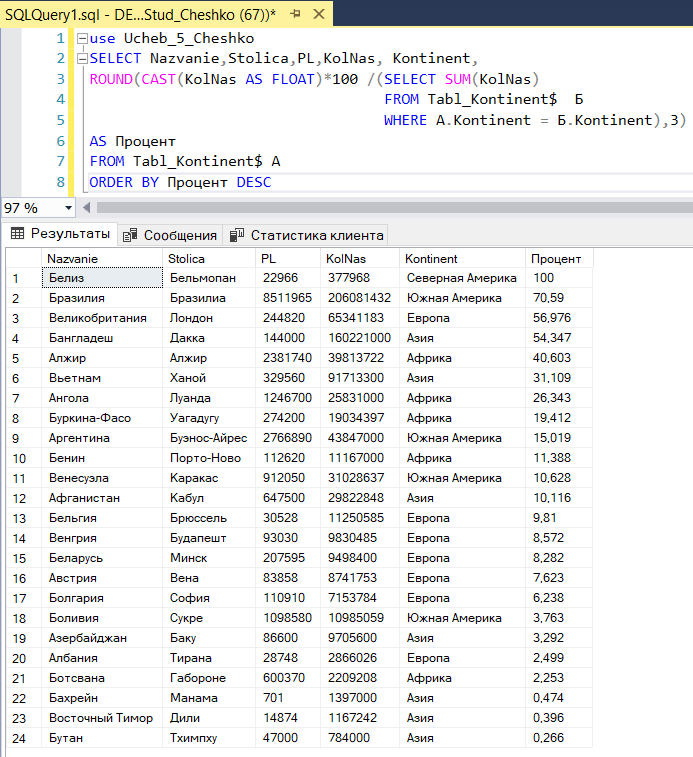 SQLQuery1.sql - DE...Stud_Cheshko (67))*
1 use Ucheb_5_Cheshko
2 SELECT Nazvanie,Stolica,PL,KolNas, Kontinent,
3 ROUND(CAST(KolNas AS FLOAT)*100 /(SELECT SUM(KolNas)
4 FROM Tabl_Kontinent$ Б
5 WHERE А.Kontinent = Б.Kontinent),3)
6 AS Процент
7 FROM Tabl_Kontinent$ А
8 ORDER BY Процент DESC
97 %
Результаты Сообщения Статистика клиента
Nazvanie Stolica PL KolNas Kontinent Процент
1 Белиз Бельмопан 22966 377968 Северная Америка 100
2 Бразилия Бразилиа 8511965 206081432 Южная Америка 70,59
3 Великобритания Лондон 244820 65341183 Европа 56,976
4 Бангладеш Дакка 144000 160221000 Азия 54,347
5 Алжир Алжир 2381740 39813722 Африка 40,603
6 Вьетнам Ханой 329560 91713300 Азия 31,109
7 Ангола Луанда 1246700 25831000 Африка 26,343
8 Буркина-Фасо Уагадугу 274200 19034397 Африка 19,412
9 Аргентина Буэнос-Айрес 2766890 43847000 Южная Америка 15,019
10 Бенин Порто-Ново 112620 11167000 Африка 11,388
11 Венесуэла Каракас 912050 31028637 Южная Америка 10,628
12 Афганистан Кабул 647500 29822848 Азия 10,116
13 Бельгия Брюссель 30528 11250585 Европа 9,81
14 Венгрия Будапешт 93030 9830485 Европа 8,572
15 Беларусь Минск 207595 9498400 Европа 8,282
16 Австрия Вена 83858 8741753 Европа 7,623
17 Болгария София 110910 7153784 Европа 6,238
18 Боливия Сукре 1098580 10985059 Южная Америка 3,763
19 Азербайджан Баку 86600 9705600 Азия 3,292
20 Албания Тирана 28748 2866026 Европа 2,499
21 Ботсвана Габороне 600370 2209208 Африка 2,253
22 Бахрейн Манама 701 1397000 Азия 0,474
23 Восточный Тимор Дили 14874 1167242 Азия 0,396
24 Бутан Тхимпху 47000 784000 Азия 0,266